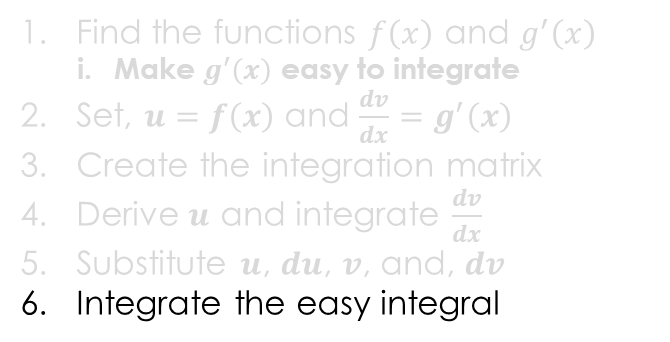 1. Find the functions f(x) and g′(x)
i. Make g′(x) easy to integrate
2. Set, u = f(x) and dv/dx = g′(x)
3. Create the integration matrix
4. Derive u and integrate dv/dx
5. Substitute u, du, v, and, dv
6. Integrate the easy integral